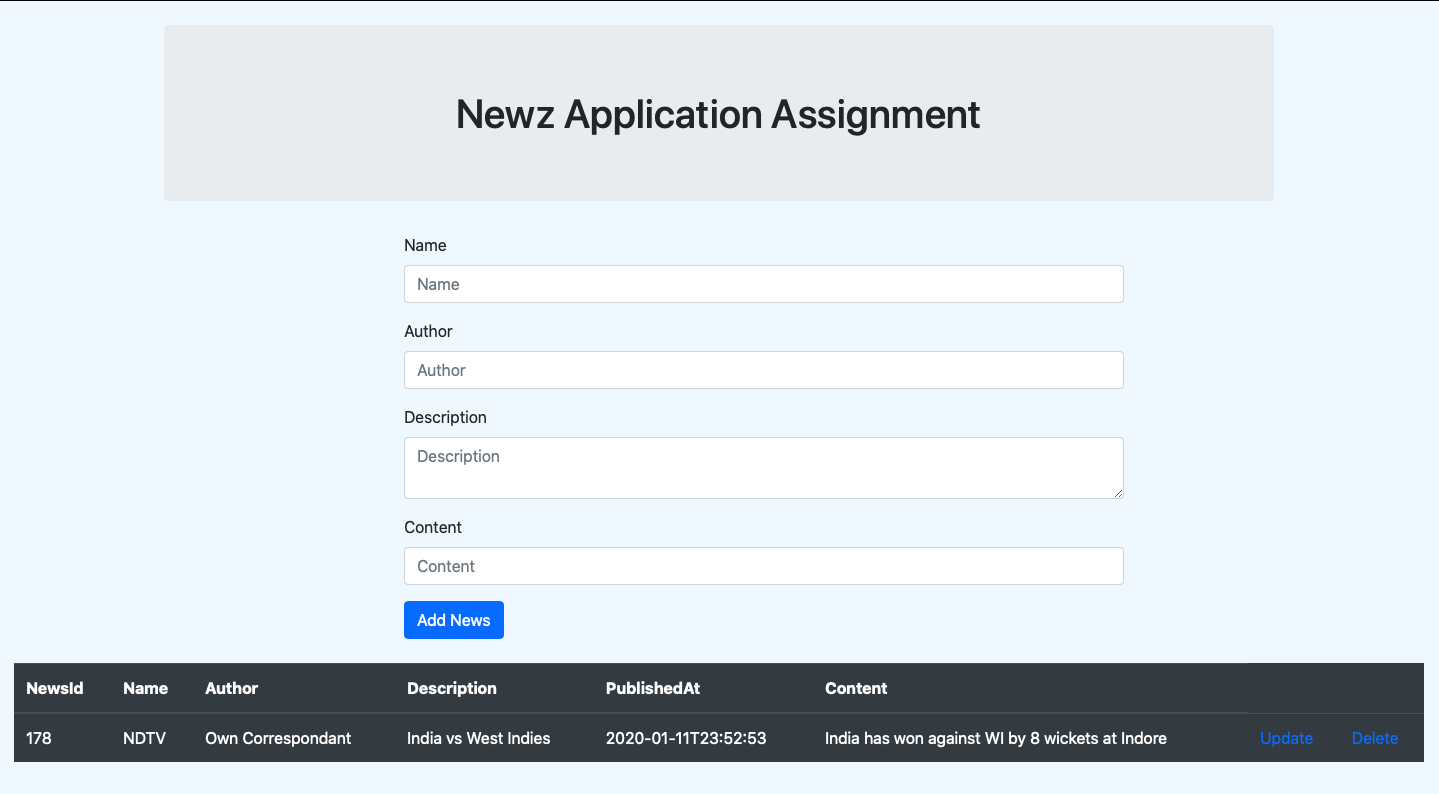 Newz Application Assignment
Name
Name
Author
Author
Description
Description
Content
Content
Add News
NewsId Name Author Description PublishedAt Content
178 NDTV Own Correspondant India vs West Indies 2020-01-11T23:52:53 India has won against WI by 8 wickets at Indore Update Delete